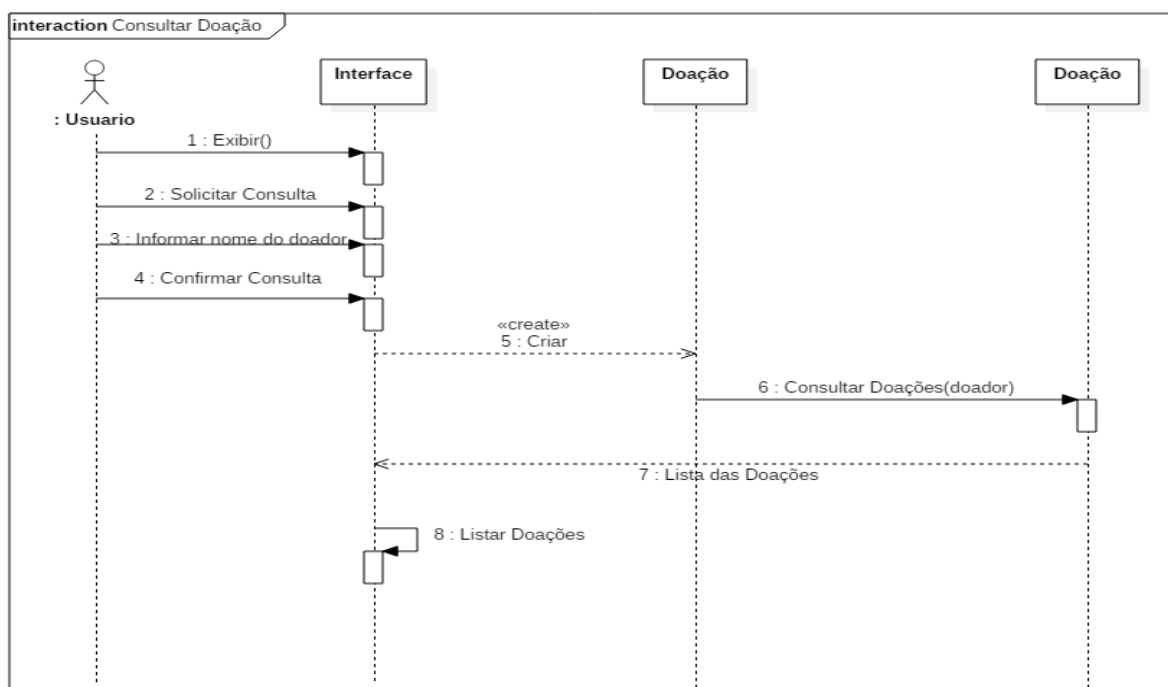 interaction Consultar Doação
Interface
Doação
Doação
: Usuario
1 : Exibir()
2 : Solicitar Consulta
3 : Informar nome do doador
4 : Confirmar Consulta
«create»
5 : Criar
6 : Consultar Doações(doador)
7 : Lista das Doações
8 : Listar Doações